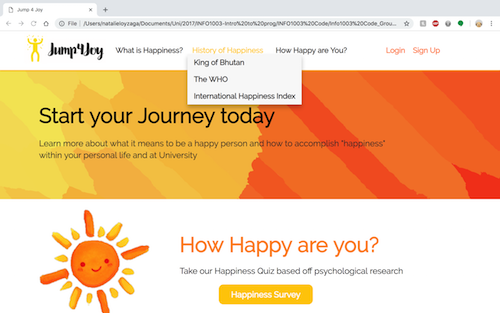 Jump 4 Joy
/Users/natalieloyzaga/Documents/Uni/2017/INFO1003-Intro%20to%20prog/INFO1003%20Code/Info1003%20Code_Grou...
Jump4Joy
What is Happiness?
History of Happiness
How Happy are You?
Login
Sign Up
King of Bhutan
The WHO
International Happiness Index
Start your Journey today
Learn more about what it means to be a happy person and how to accomplish "happiness"
within your personal life and at University
How Happy are you?
Take our Happiness Quiz based off psychological research
Happiness Survey